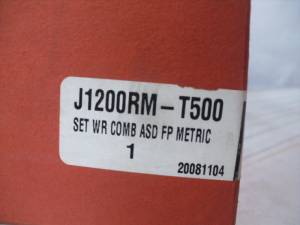 J1200RM-T500
SET WR COMB ASD FP METRIC
1
20081104